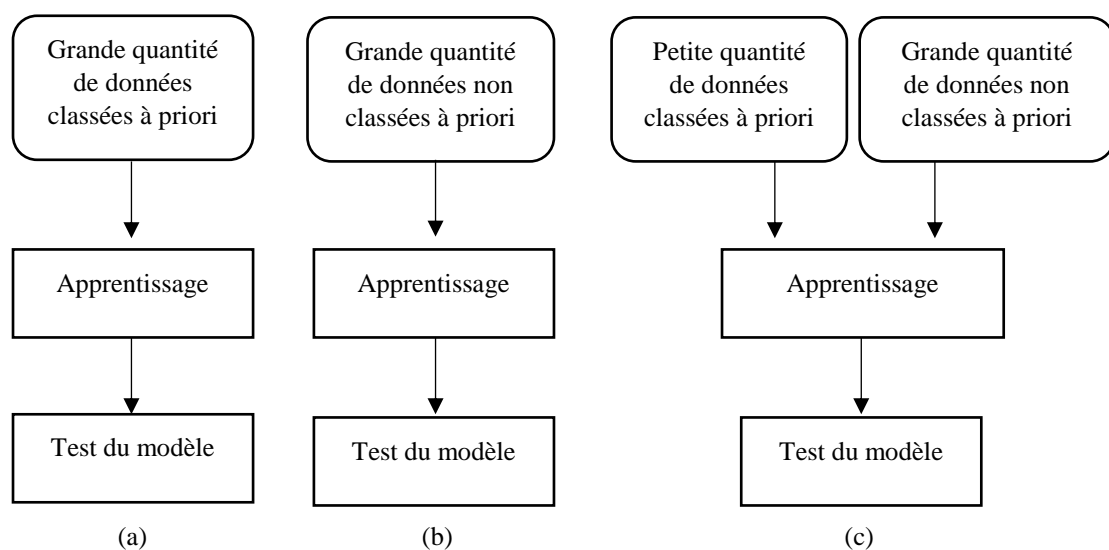 Grande quantité
de données
classées à priori
Grande quantité
de données non
classées à priori
Petite quantité
de données
classées à priori
Grande quantité
de données non
classées à priori
Apprentissage
Apprentissage
Apprentissage
Test du modèle
Test du modèle
Test du modèle
(a)
(b)
(c)